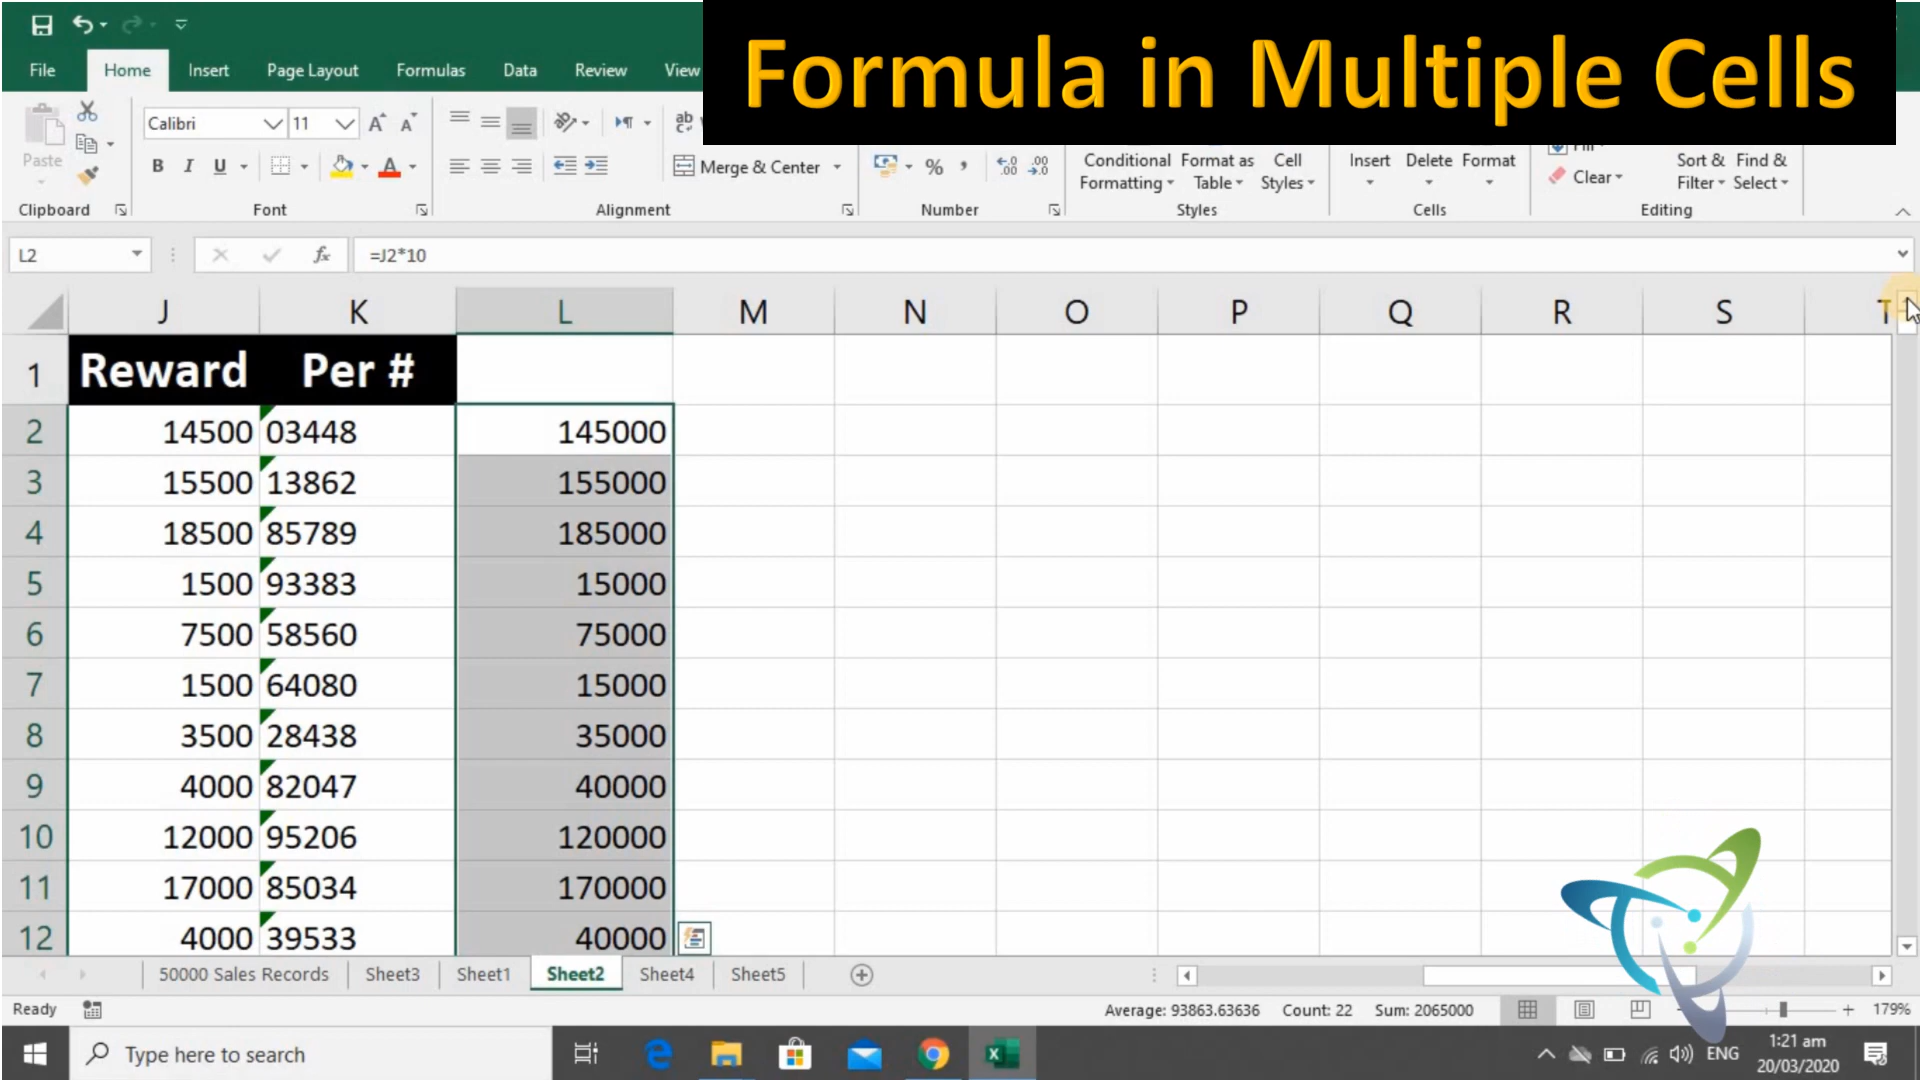 Formula in Multiple Cells
File Home Insert Page Layout Formulas Data Review View
Calibri 11 A A ab
Paste B I U A Merge & Center % , .0 .00 .00 .0 Conditional Formatting Format as Table Cell Styles Insert Delete Format Clear Sort & Filter Find & Select
Clipboard Font Alignment Number Styles Cells Editing
L2 fx =J2*10
J K L M N O P Q R S T
1 Reward Per #
2 14500 03448 145000
3 15500 13862 155000
4 18500 85789 185000
5 1500 93383 15000
6 7500 58560 75000
7 1500 64080 15000
8 3500 28438 35000
9 4000 82047 40000
10 12000 95206 120000
11 17000 85034 170000
12 4000 39533 40000
50000 Sales Records Sheet3 Sheet1 Sheet2 Sheet4 Sheet5
Ready Average: 93863.63636 Count: 22 Sum: 2065000 179%
Type here to search ENG 1:21 am
20/03/2020